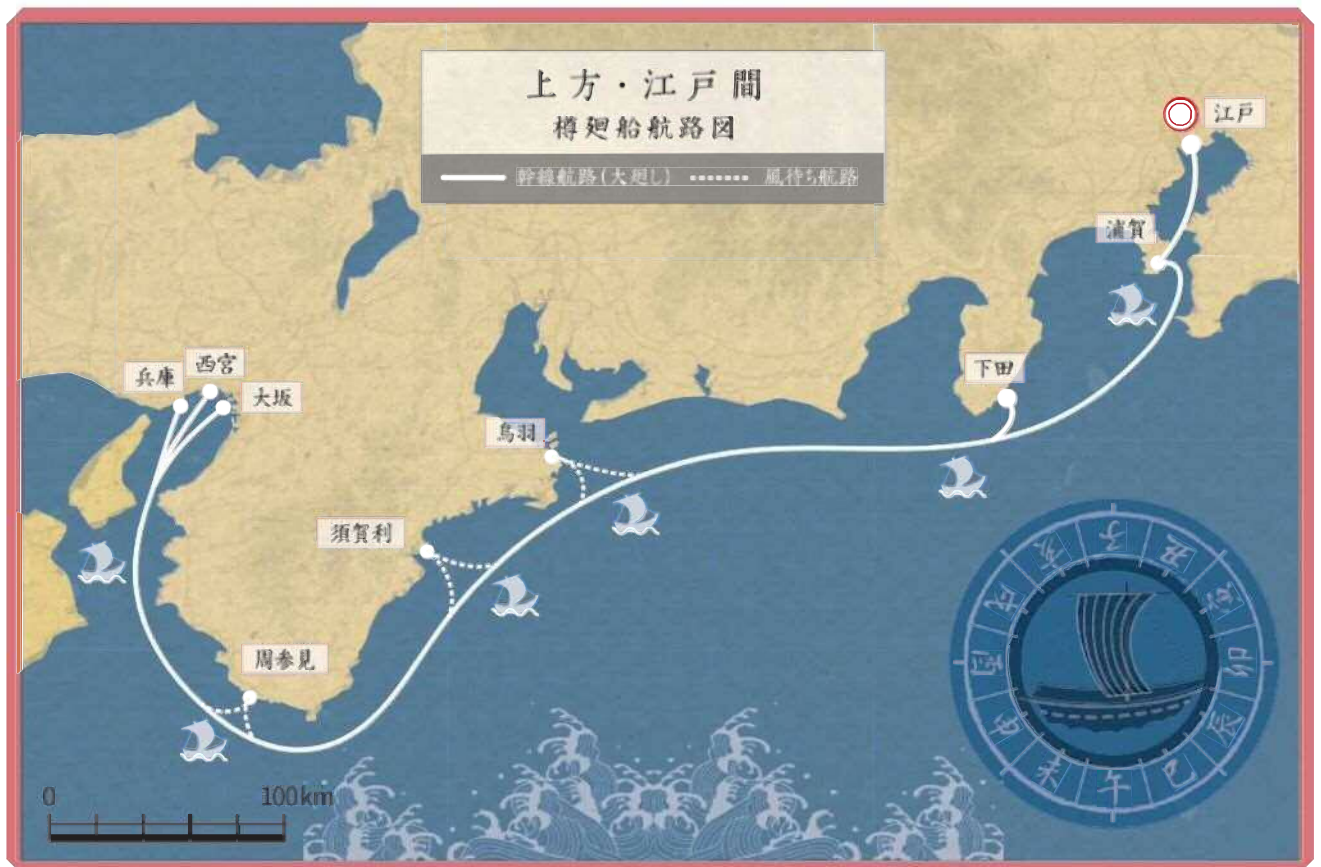 上方・江戸間
樽廻船航路図
幹線航路(大廻し) 風待ち航路
江戸
浦賀
下田
西宮
兵庫
大坂
鳥羽
須賀利
周参見
0 100km
子
丑
寅
卯
辰
巳
午
未
申
酉
戌
亥